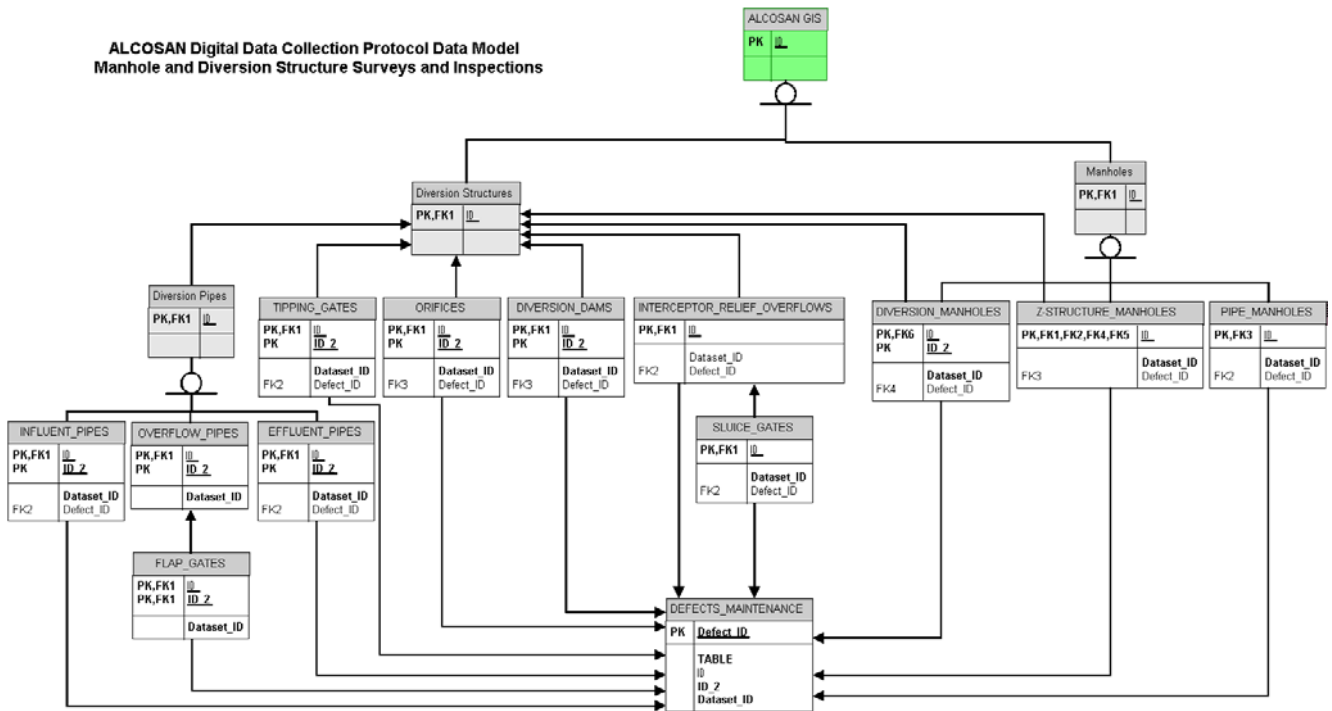 ALCOSAN Digital Data Collection Protocol Data Model
Manhole and Diversion Structure Surveys and Inspections
ALCOSAN GIS
PK ID
Diversion Structures
PK,FK1 ID
Manholes
PK,FK1 ID
Diversion Pipes
PK,FK1 ID
TIPPING_GATES
PK,FK1 ID
PK ID_2
Dataset_ID
FK2 Defect_ID
ORIFICES
PK,FK1 ID
PK ID_2
Dataset_ID
FK3 Defect_ID
DIVERSION_DAMS
PK,FK1 ID
PK ID_2
Dataset_ID
FK3 Defect_ID
INTERCEPTOR_RELIEF_OVERFLOWS
PK,FK1 ID
Dataset_ID
FK2 Defect_ID
DIVERSION_MANHOLES
PK,FK6 ID
PK ID_2
Dataset_ID
FK4 Defect_ID
Z-STRUCTURE_MANHOLES
PK,FK1,FK2,FK4,FK5 ID
Dataset_ID
FK3 Defect_ID
PIPE_MANHOLES
PK,FK3 ID
Dataset_ID
FK2 Defect_ID
INFLUENT_PIPES
PK,FK1 ID
PK ID_2
Dataset_ID
FK2 Defect_ID
OVERFLOW_PIPES
PK,FK1 ID
PK ID_2
Dataset_ID
EFFLUENT_PIPES
PK,FK1 ID
PK ID_2
Dataset_ID
FK2 Defect_ID
SLUICE_GATES
PK,FK1 ID
Dataset_ID
FK2 Defect_ID
FLAP_GATES
PK,FK1 ID
PK,FK1 ID_2
Dataset_ID
DEFECTS_MAINTENANCE
PK Defect_ID
TABLE
ID
ID_2
Dataset_ID